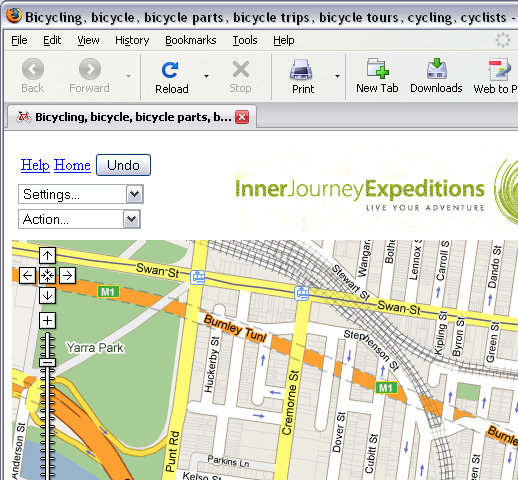 Bicycling, bicycle, bicycle parts, bicycle trips, bicycle tours, cycling, cyclists -
File Edit View History Bookmarks Tools Help
Back Forward Reload Stop Print New Tab Downloads Web to P
Bicycling, bicycle, bicycle parts, b...
Help Home Undo
Settings...
Action...
InnerJourneyExpeditions
LIVE YOUR ADVENTURE
Swan St
Stewart St
Wangar
Both
Lennox S
Carroll St
Dando St
M1
Swan St
Burnley Tunl
Yarra Park
Stephenson St
Kipling St
Byron St
Green St
Huckerby St
Cremorne St
M1
Punt Rd
Dover St
Cubitt St
Burnle
Anderson St
Parkins Ln
Kelso St